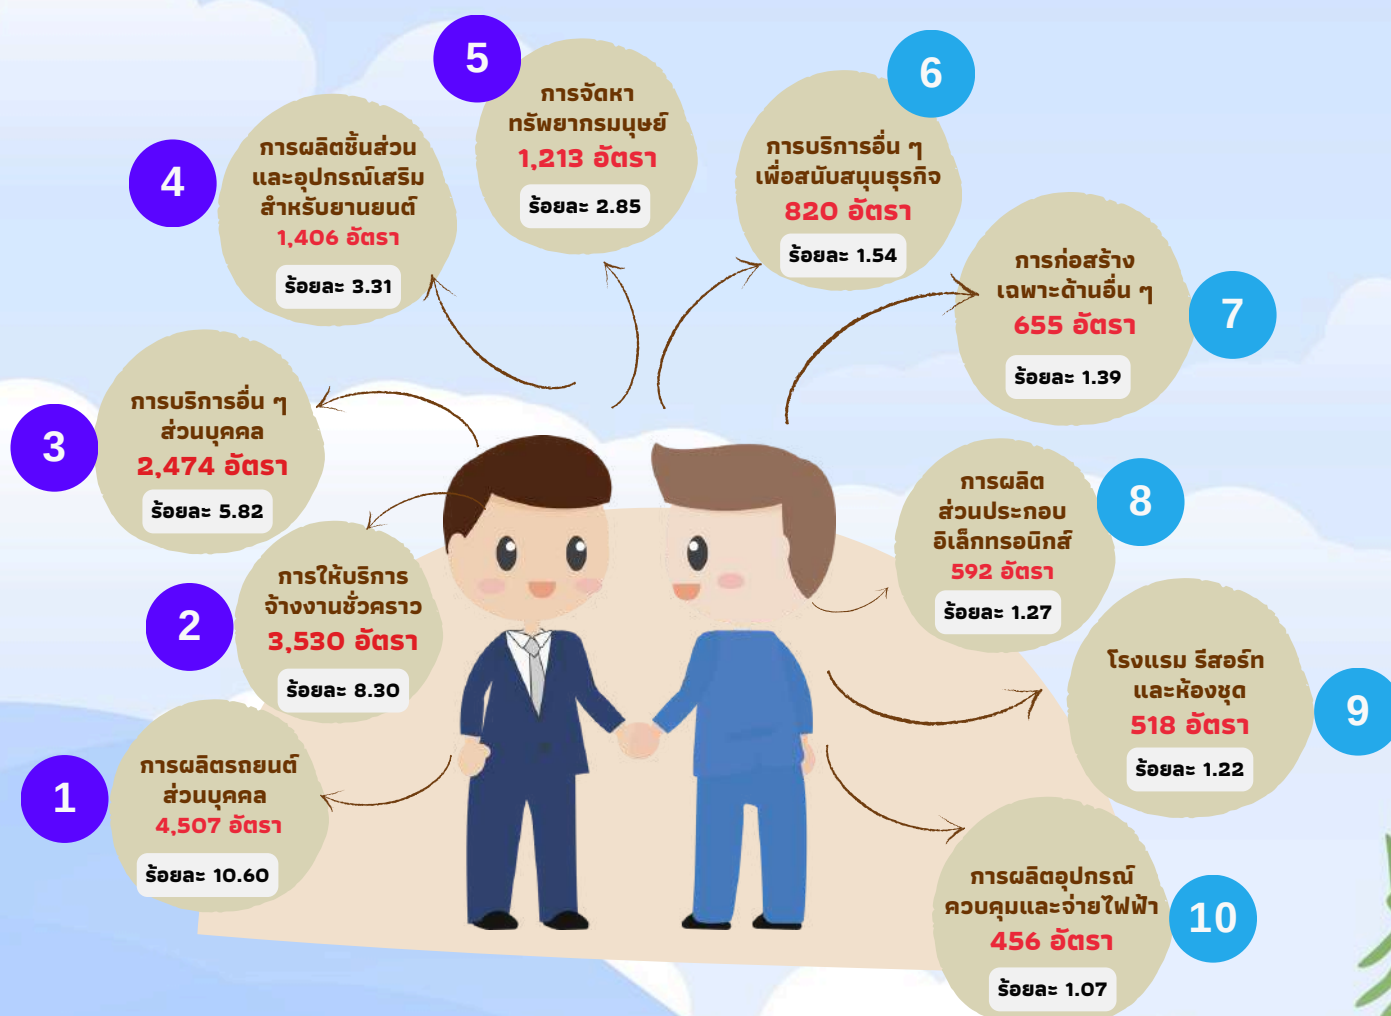 1
การผลิตรถยนต์
ส่วนบุคคล
4,507 อัตรา
ร้อยละ 10.60
2
การให้บริการ
จ้างงานชั่วคราว
3,530 อัตรา
ร้อยละ 8.30
3
การบริการอื่น ๆ
ส่วนบุคคล
2,474 อัตรา
ร้อยละ 5.82
4
การผลิตชิ้นส่วน
และอุปกรณ์เสริม
สำหรับยานยนต์
1,406 อัตรา
ร้อยละ 3.31
5
การจัดหา
ทรัพยากรมนุษย์
1,213 อัตรา
ร้อยละ 2.85
6
การบริการอื่น ๆ
เพื่อสนับสนุนธุรกิจ
820 อัตรา
ร้อยละ 1.54
7
การก่อสร้าง
เฉพาะด้านอื่น ๆ
655 อัตรา
ร้อยละ 1.39
8
การผลิต
ส่วนประกอบ
อิเล็กทรอนิกส์
592 อัตรา
ร้อยละ 1.27
9
โรงแรม รีสอร์ท
และห้องชุด
518 อัตรา
ร้อยละ 1.22
10
การผลิตอุปกรณ์
ควบคุมและจ่ายไฟฟ้า
456 อัตรา
ร้อยละ 1.07